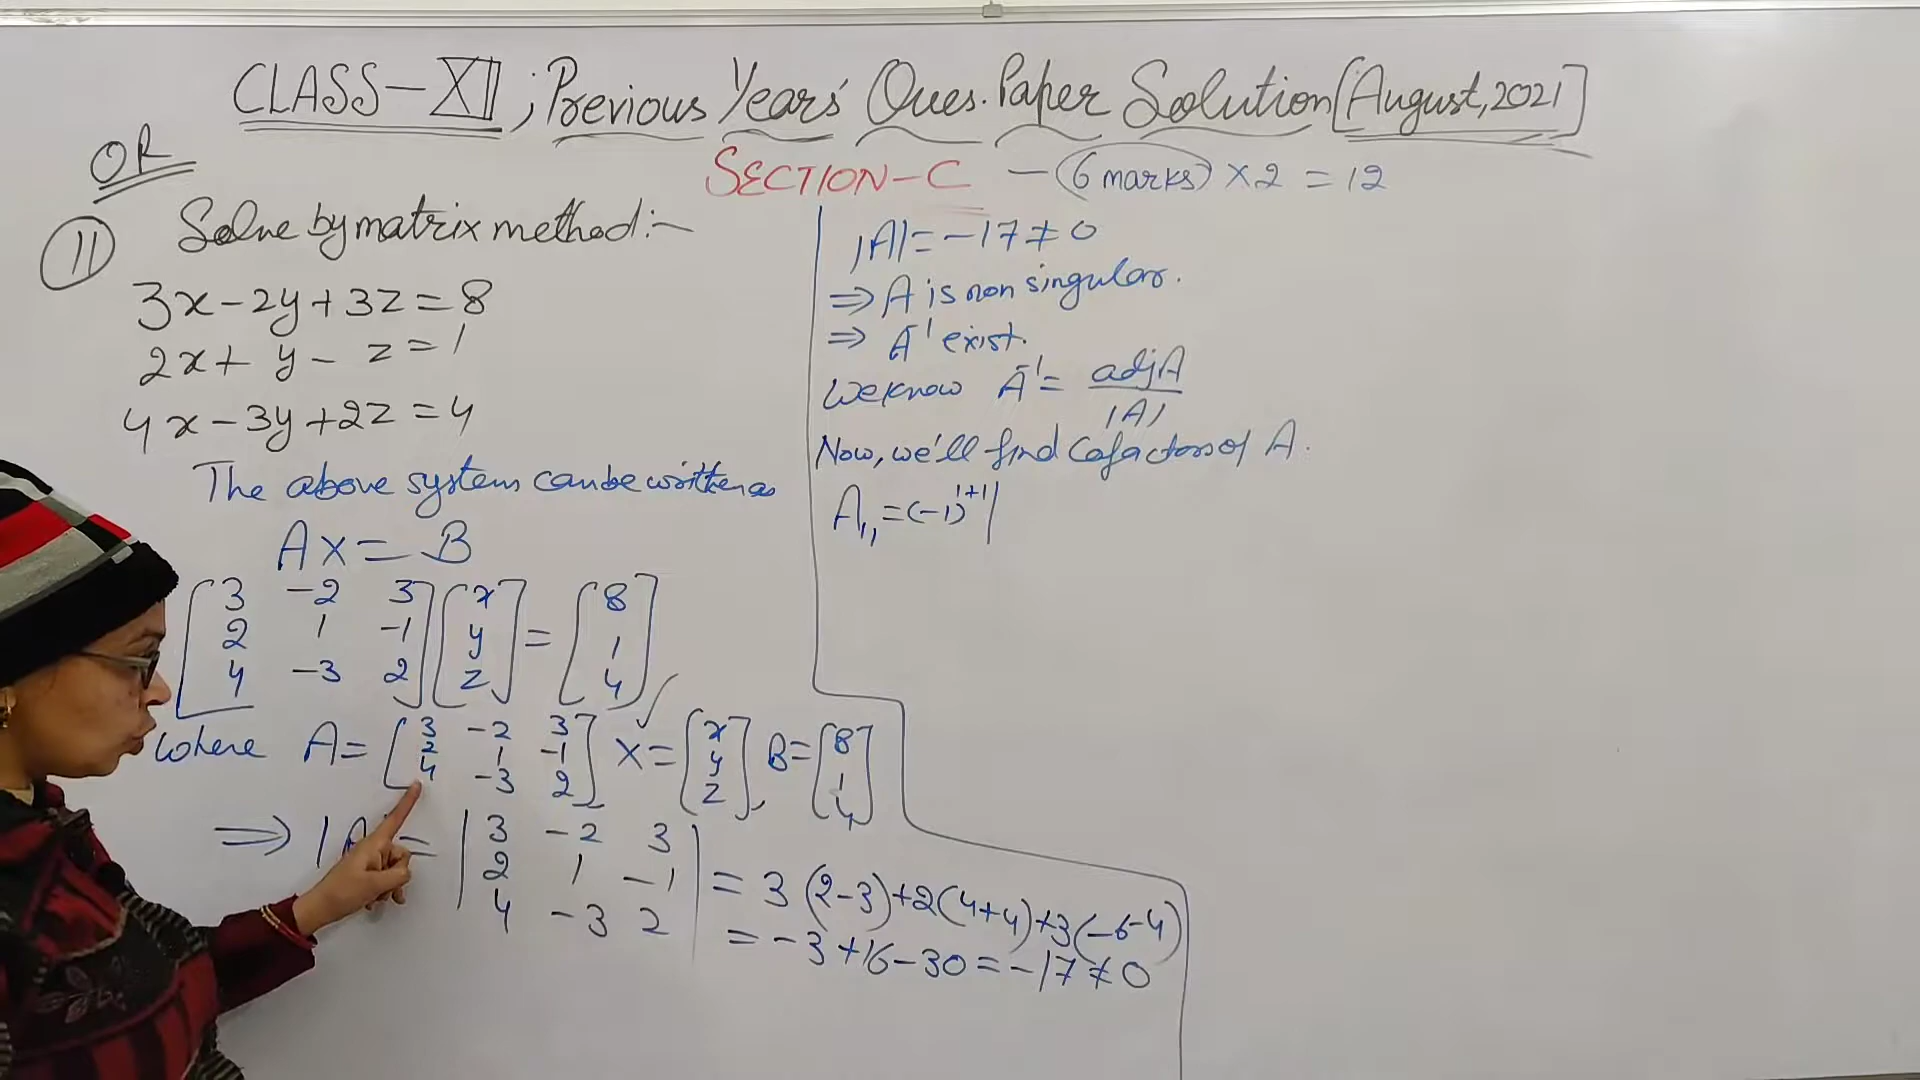 CLASS-XII; Previous Years' Ques. Paper Solution [August, 2021]
OR
SECTION-C - (6 marks) × 2 = 12
11 Solve by matrix method:-
3x - 2y + 3z = 8
2x + y - z = 1
4x - 3y + 2z = 4
The above system can be written as
AX = B
[3 -2 3] [x] = [8]
[2 1 -1] [y] [1]
[4 -3 2] [z] [4]
where A = [3 -2 3] X = [x] , B = [8]
[2 1 -1] [y] [1]
[4 -3 2] [z] [4]
⇒ |A| = |3 -2 3|
|2 1 -1| = 3(2-3)+2(4+4)+3(-6-4)
|4 -3 2| = -3+16-30 = -17 ≠ 0
|A| = -17 ≠ 0
⇒ A is non singular.
⇒ A⁻¹ exist.
We know A⁻¹ = adjA / |A|
Now, we'll find Cofactors of A.
A₁₁ = (-1)¹⁺¹ |